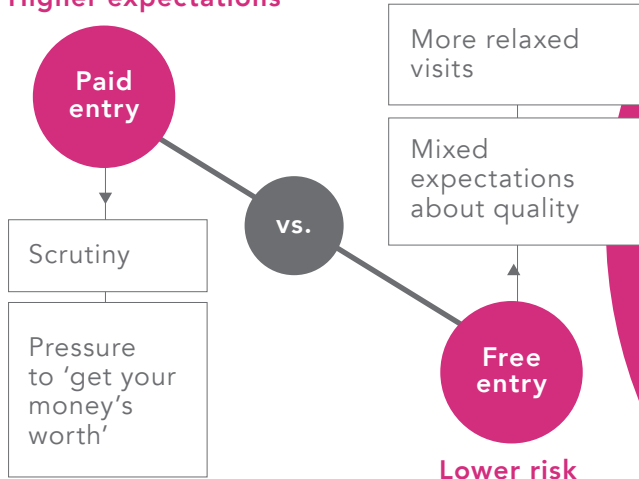 Higher expectations
Paid
entry
Scrutiny
Pressure
to ‘get your
money’s
worth’
vs.
More relaxed
visits
Mixed
expectations
about quality
Free
entry
Lower risk